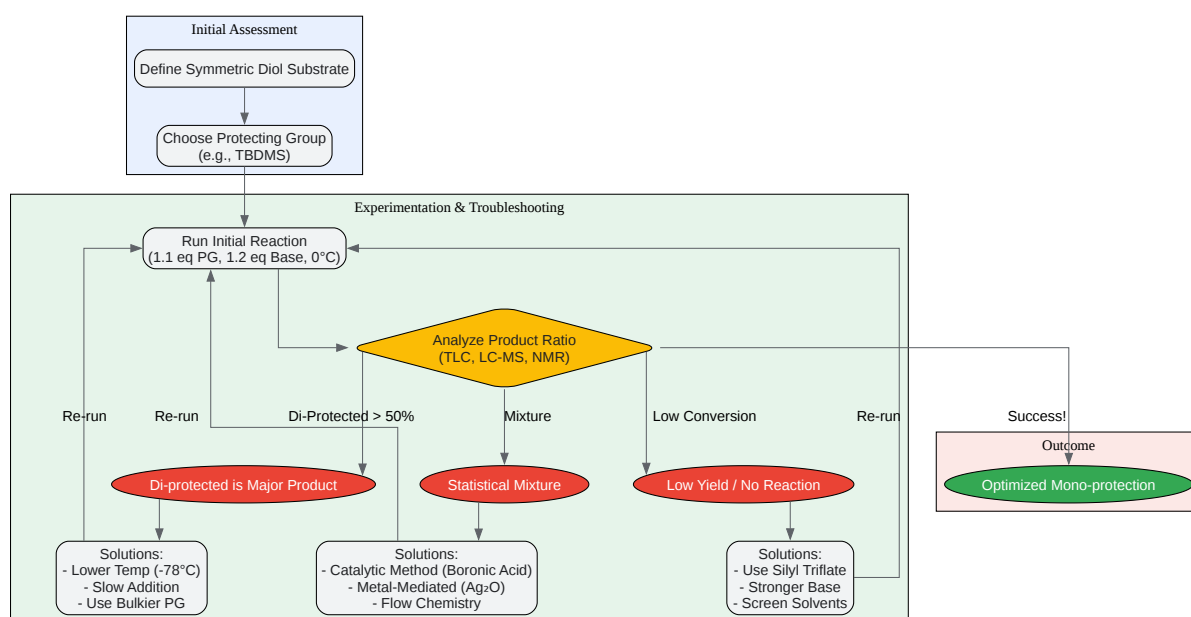 Initial Assessment
Define Symmetric Diol Substrate
Choose Protecting Group
(e.g., TBDMS)
Experimentation & Troubleshooting
Run Initial Reaction
(1.1 eq PG, 1.2 eq Base, 0°C)
Analyze Product Ratio
(TLC, LC-MS, NMR)
Re-run
Re-run
Di-Protected > 50%
Mixture
Low Conversion
Re-run
Success!
Outcome
Di-protected is Major Product
Statistical Mixture
Low Yield / No Reaction
Optimized Mono-protection
Solutions:
- Lower Temp (-78°C)
- Slow Addition
- Use Bulkier PG
Solutions:
- Catalytic Method (Boronic Acid)
- Metal-Mediated (Ag₂O)
- Flow Chemistry
Solutions:
- Use Silyl Triflate
- Stronger Base
- Screen Solvents